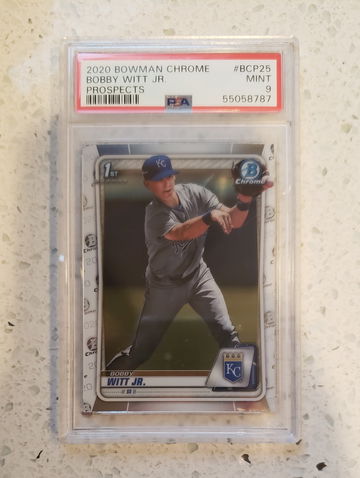 2020 BOWMAN CHROME #BCP25
BOBBY WITT JR. MINT
PROSPECTS 9
PSA 55058787
1ST
Chrome
KC
BOBBY
WITT JR.
KC